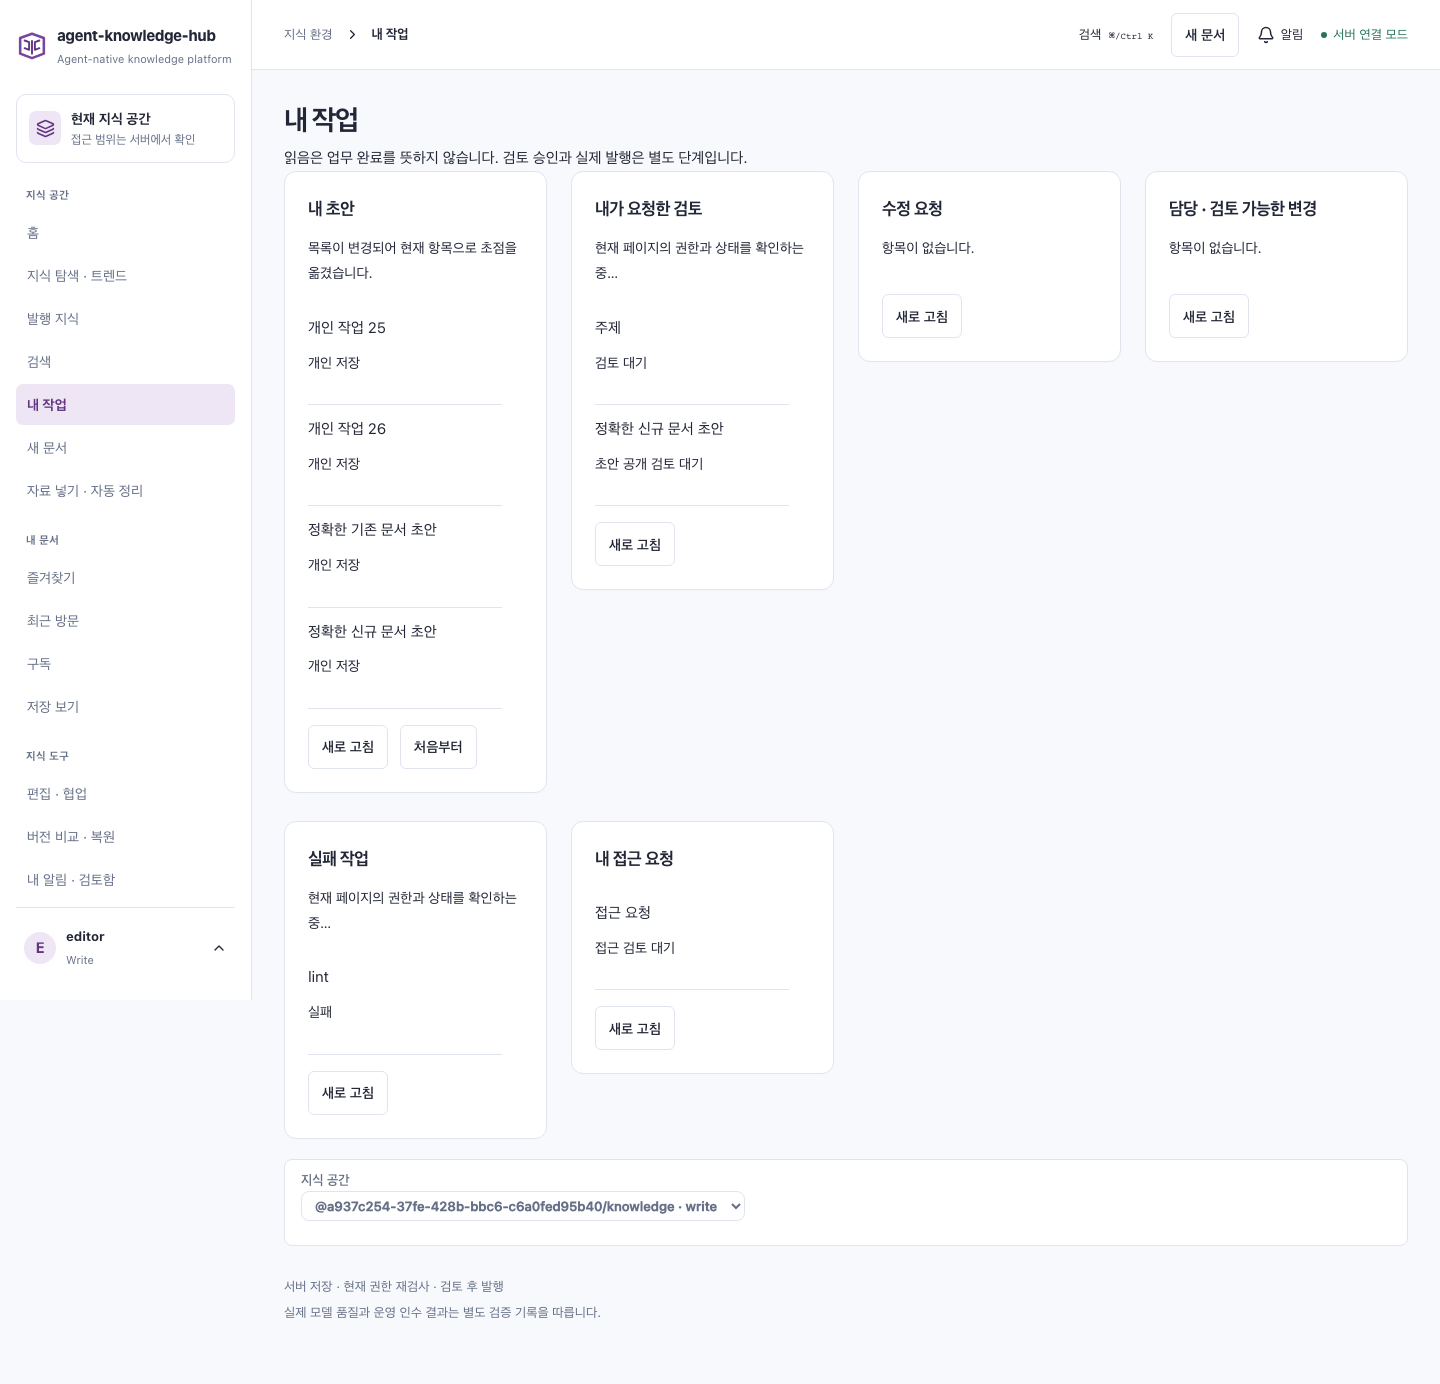 agent-knowledge-hub
Agent-native knowledge platform
현재 지식 공간
접근 범위는 서버에서 확인
지식 공간
홈
지식 탐색 · 트렌드
발행 지식
검색
내 작업
새 문서
자료 넣기 · 자동 정리
내 문서
즐겨찾기
최근 방문
구독
저장 보기
지식 도구
편집 · 협업
버전 비교 · 복원
내 알림 · 검토함
E
editor
Write
지식 환경 > 내 작업
검색 ⌘/Ctrl K
새 문서
알림
서버 연결 모드
내 작업
읽음은 업무 완료를 뜻하지 않습니다. 검토 승인과 실제 발행은 별도 단계입니다.
내 초안
목록이 변경되어 현재 항목으로 초점을
옮겼습니다.
개인 작업 25
개인 저장
개인 작업 26
개인 저장
정확한 기존 문서 초안
개인 저장
정확한 신규 문서 초안
개인 저장
새로 고침
처음부터
내가 요청한 검토
현재 페이지의 권한과 상태를 확인하는
중…
주제
검토 대기
정확한 신규 문서 초안
초안 공개 검토 대기
새로 고침
수정 요청
항목이 없습니다.
새로 고침
담당 · 검토 가능한 변경
항목이 없습니다.
새로 고침
실패 작업
현재 페이지의 권한과 상태를 확인하는
중…
lint
실패
새로 고침
내 접근 요청
접근 요청
접근 검토 대기
새로 고침
지식 공간
@a937c254-37fe-428b-bbc6-c6a0fed95b40/knowledge · write
서버 저장 · 현재 권한 재검사 · 검토 후 발행
실제 모델 품질과 운영 인수 결과는 별도 검증 기록을 따릅니다.